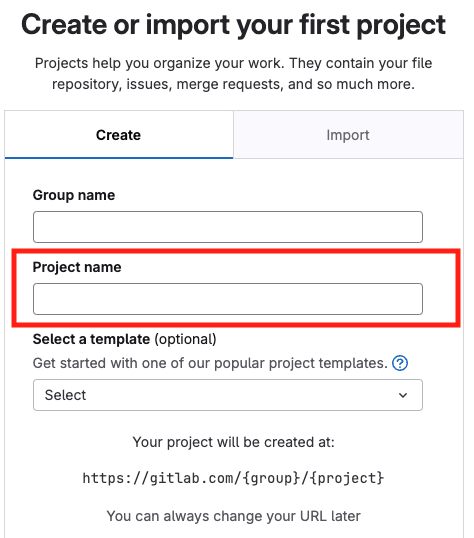 Create or import your first project
Projects help you organize your work. They contain your file
repository, issues, merge requests, and so much more.
Create
Import
Group name
Project name
Select a template (optional)
Get started with one of our popular project templates. ?
Select
Your project will be created at:
https://gitlab.com/{group}/{project}
You can always change your URL later